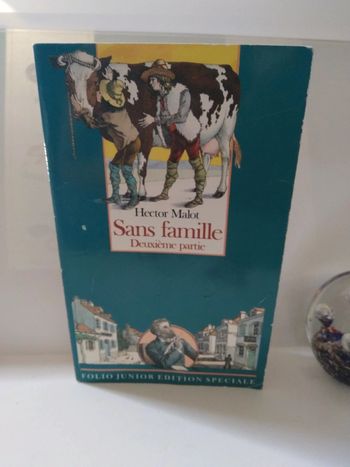 Hector Malot
Sans famille
Deuxième partie
FOLIO JUNIOR EDITION SPECIALE